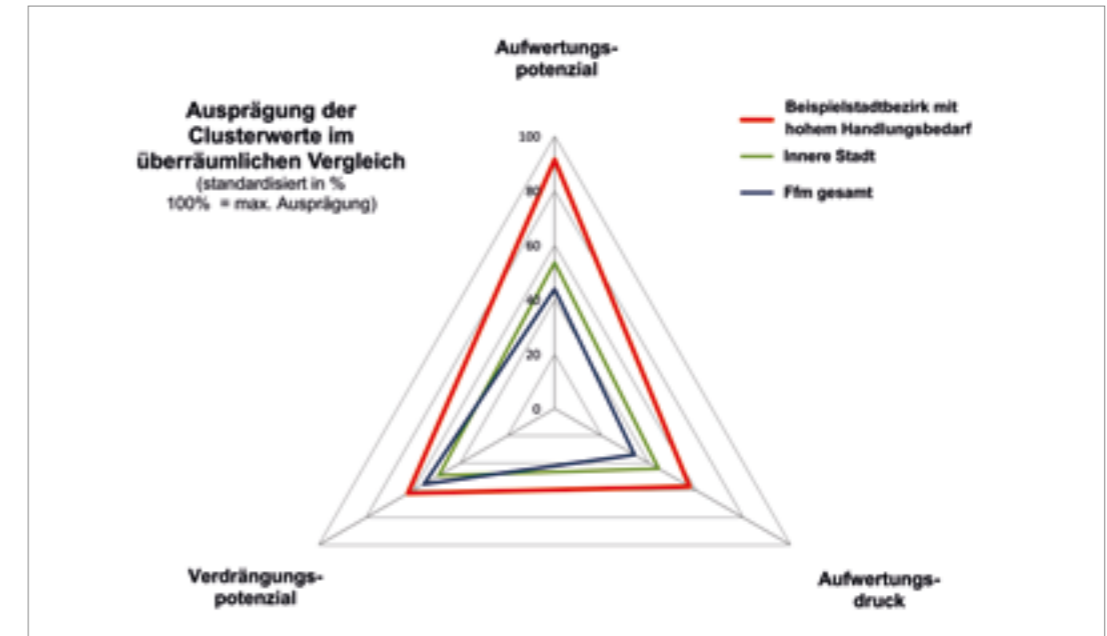 Aufwertungs-
potenzial
Ausprägung der
Clusterwerte im
überräumlichen Vergleich
(standardisiert in %
100% = max. Ausprägung)
Beispielstadtbezirk mit
hohem Handlungsbedarf
Innere Stadt
Ffm gesamt
100
80
60
40
20
0
Verdrängungs-
potenzial
Aufwertungs-
druck